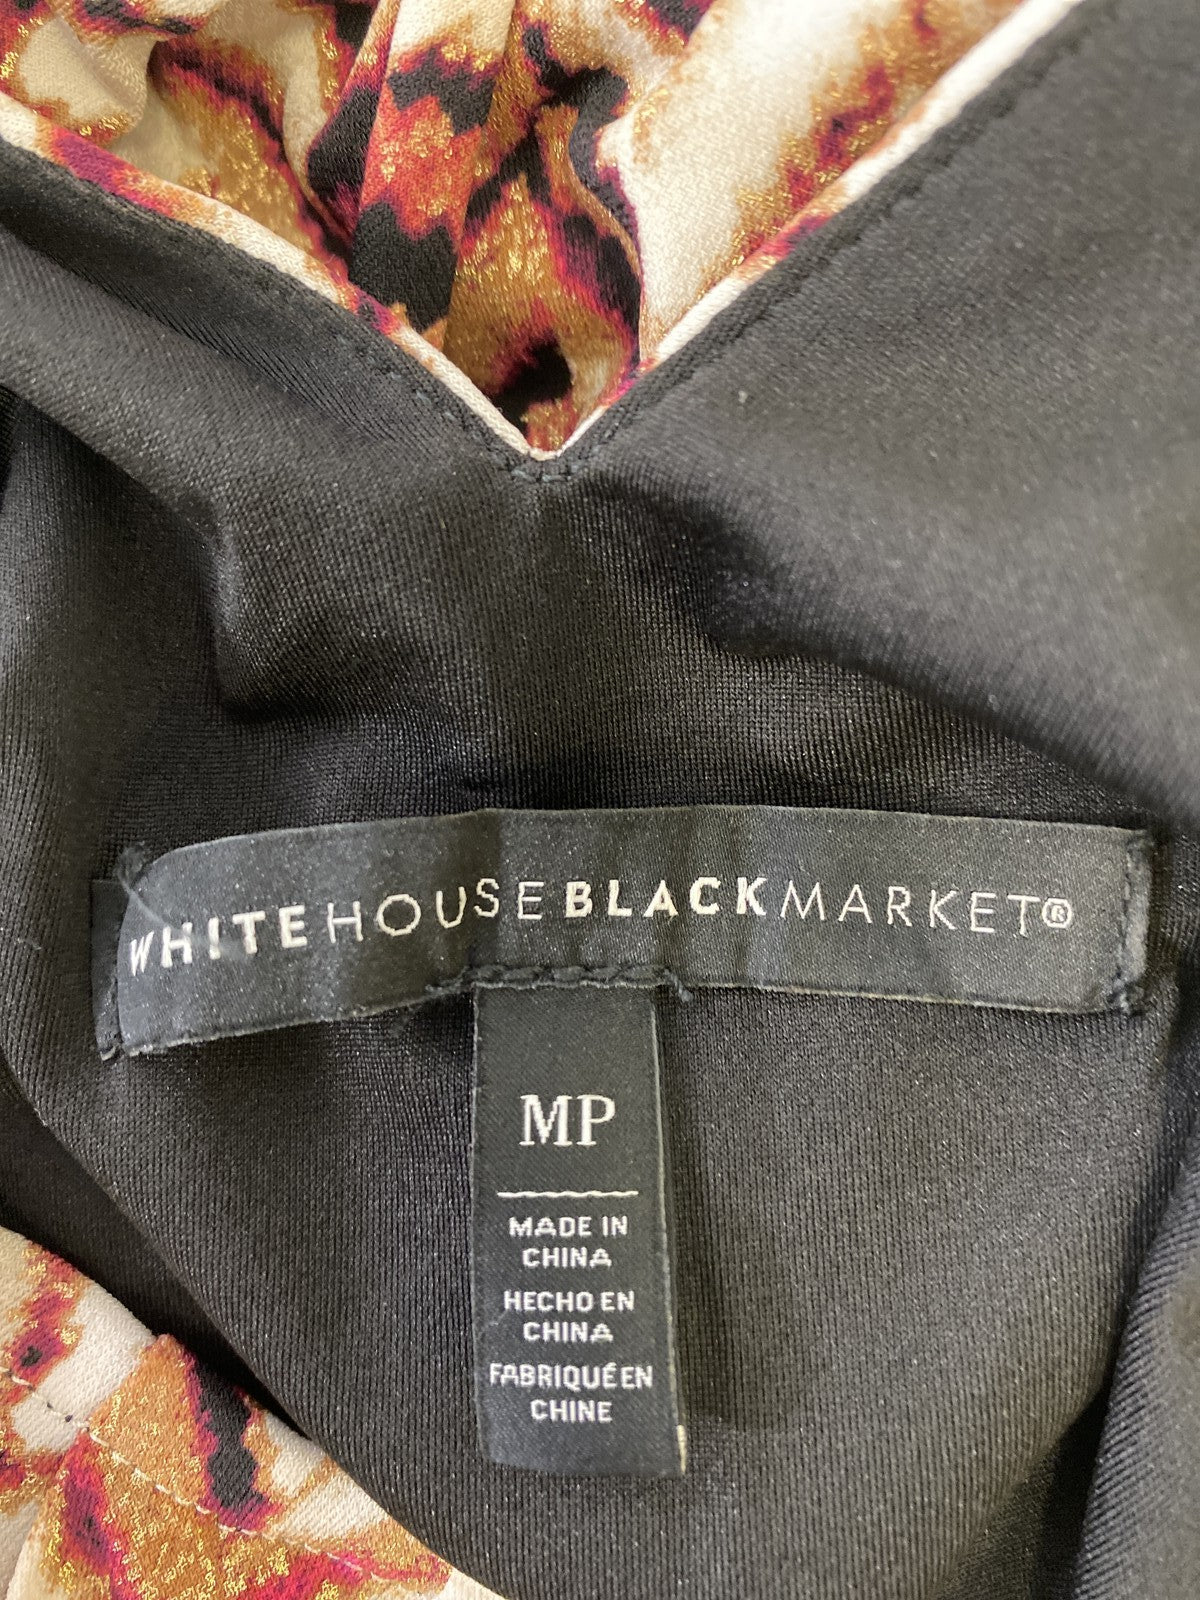 WHITEHOUSEBLACKMARKET®
MP
MADE IN
CHINA
HECHO EN
CHINA
FABRIQUÉ EN
CHINE